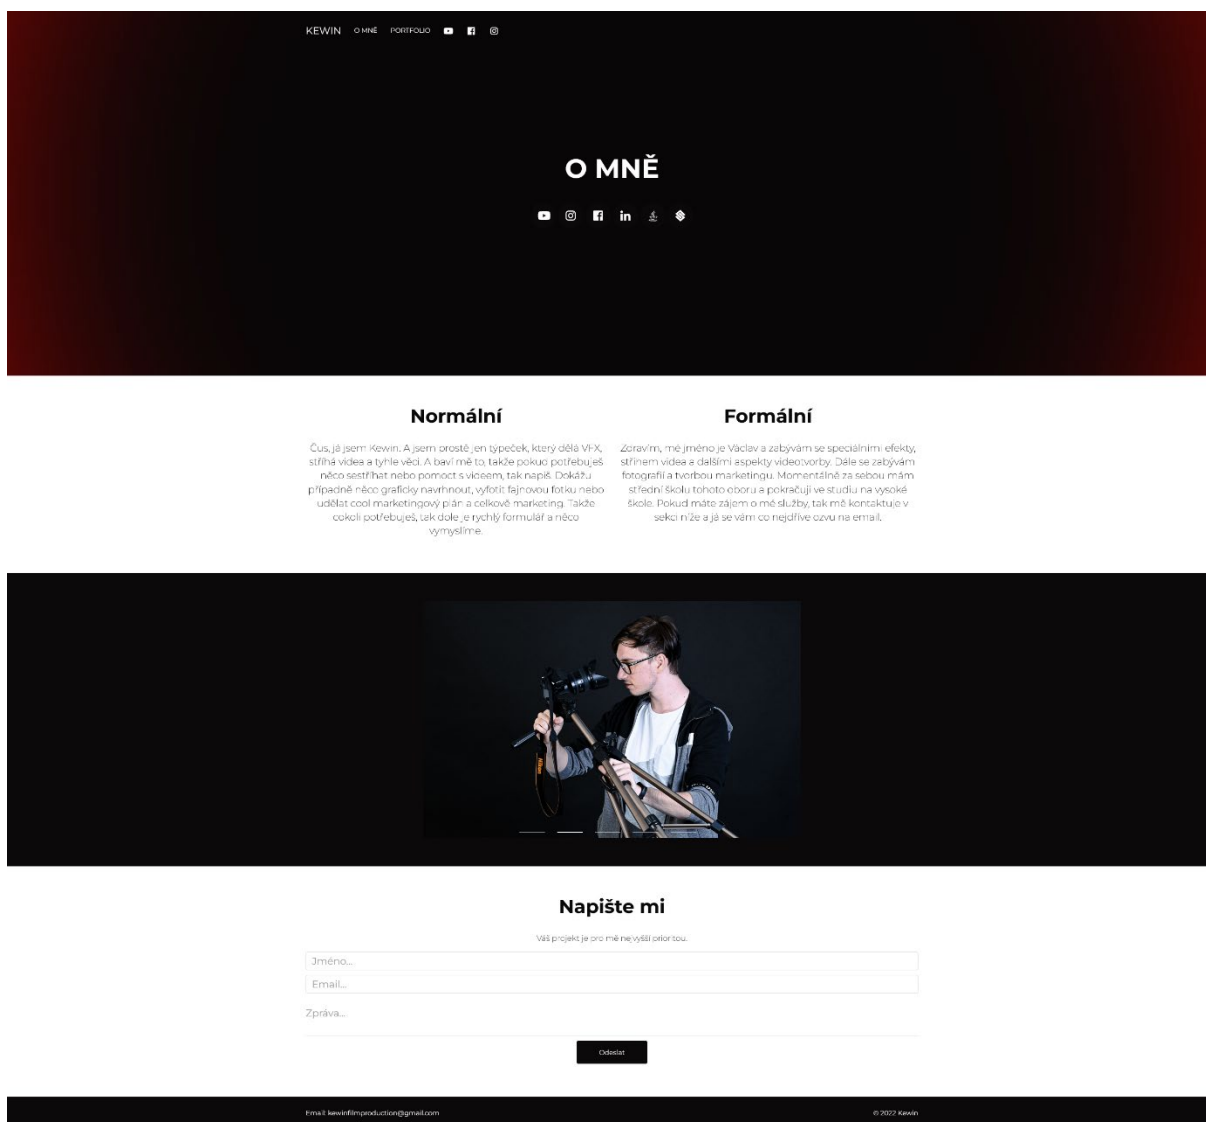 KEWIN O MNĚ PORTFOLIO
O MNĚ
Normální
Čus, já jsem Kewin. A jsem prostě jen týpeček, který dělá VFX,
stříhá videa a tyhle věci. A baví mě to, takže pokud potřebuješ
něco sestříhat nebo pomoct s videem, tak napiš. Dokážu
případně něco graficky navrhnout, vyfotit fajnovou fotku nebo
udělat cool marketingový plán a celkově marketing. Takže
cokoli potřebuješ, tak dole je rychlý formulář a něco
vymyslíme.
Formální
Zdravím, mé jméno je Václav a zabývám se speciálními efekty,
střihem videa a dalšími aspekty videotvorby. Dále se zabývám
fotografií a tvorbou marketingu. Momentálně za sebou mám
střední školu tohoto oboru a pokračuji ve studiu na vysoké
škole. Pokud máte zájem o mé služby, tak mě kontaktuje v
sekci níže a já se vám co nejdříve ozvu na email.
Nikon
Napište mi
Váš projekt je pro mě nejvyšší prioritou.
Jméno...
Email...
Zpráva...
Odeslat
Email: kewinfilmproduction@gmail.com
© 2022 Kewin